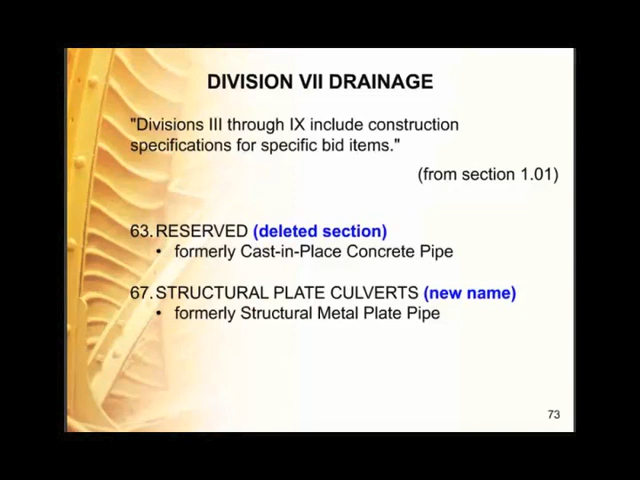 DIVISION VII DRAINAGE
"Divisions III through IX include construction
specifications for specific bid items."
(from section 1.01)
63. RESERVED (deleted section)
• formerly Cast-in-Place Concrete Pipe
67. STRUCTURAL PLATE CULVERTS (new name)
• formerly Structural Metal Plate Pipe
73